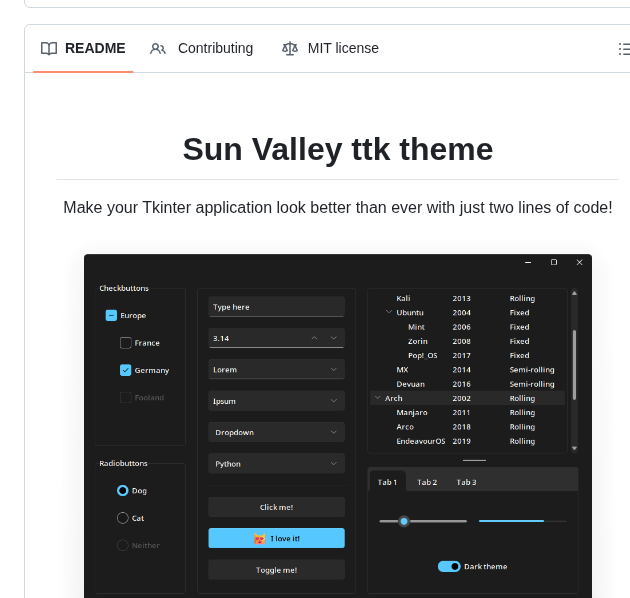 README
Contributing
MIT license
Sun Valley ttk theme
Make your Tkinter application look better than ever with just two lines of code!
Checkbuttons
Europe
France
Germany
Fooland
Radiobuttons
Dog
Cat
Neither
Type here
3.14
Lorem
Ipsum
Dropdown
Python
Click me!
I love it!
Toggle me!
Kali 2013 Rolling
Ubuntu 2004 Fixed
Mint 2006 Fixed
Zorin 2008 Fixed
Pop!_OS 2017 Fixed
MX 2014 Semi-rolling
Devuan 2016 Semi-rolling
Arch 2002 Rolling
Manjaro 2011 Rolling
Arco 2018 Rolling
EndeavourOS 2019 Rolling
Tab 1 Tab 2 Tab 3
Dark theme